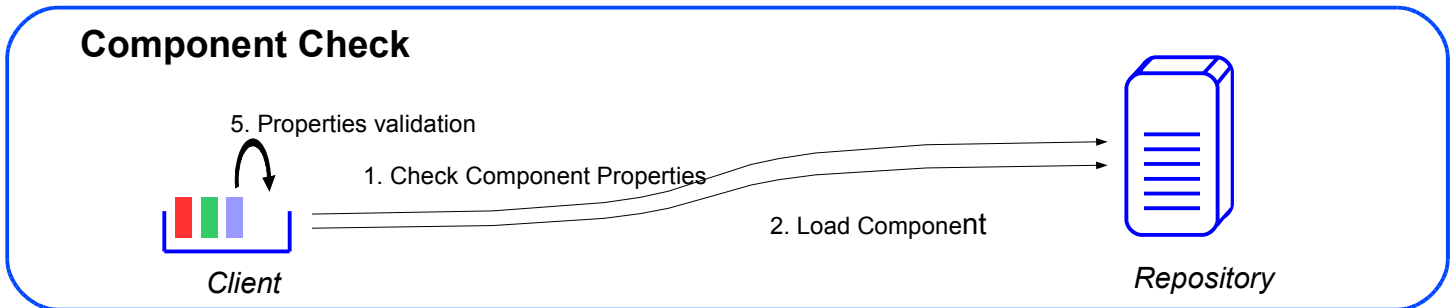 Component Check
5. Properties validation
1. Check Component Properties
2. Load Component
Client
Repository